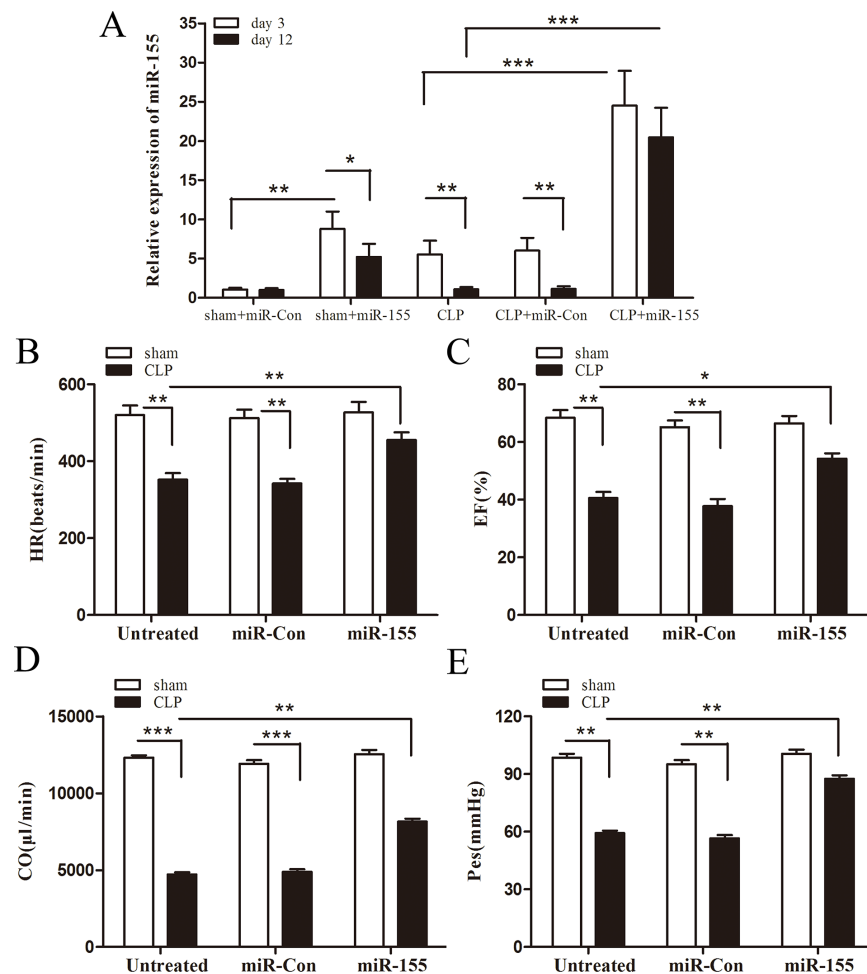 A
day 3
day 12
Relative expression of miR-155
35
30
25
20
15
10
5
0
**
*
**
**
***
***
sham+miR-Con
sham+miR-155
CLP
CLP+miR-Con
CLP+miR-155
B
sham
CLP
HR(beats/min)
600
400
200
0
**
**
**
Untreated
miR-Con
miR-155
C
sham
CLP
EF(%)
80
60
40
20
0
**
**
*
Untreated
miR-Con
miR-155
D
sham
CLP
CO(μl/min)
15000
10000
5000
0
***
***
**
Untreated
miR-Con
miR-155
E
sham
CLP
Pes(mmHg)
120
90
60
30
0
**
**
**
Untreated
miR-Con
miR-155